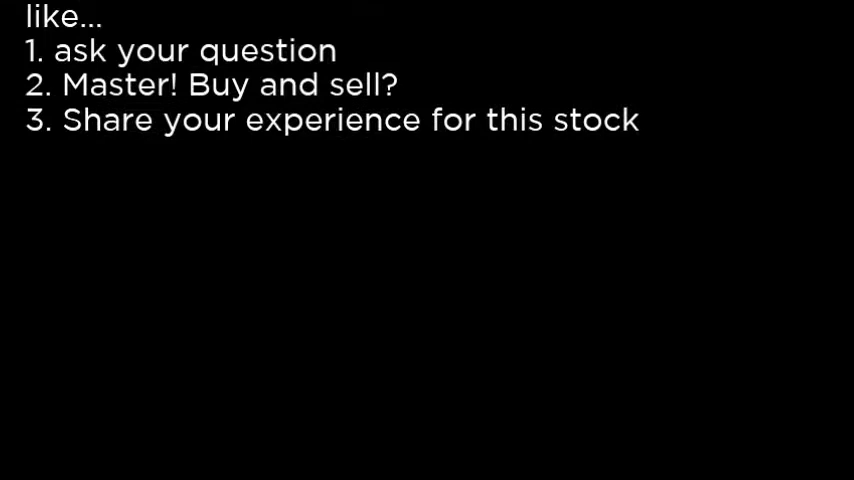 like...
1. ask your question
2. Master! Buy and sell?
3. Share your experience for this stock